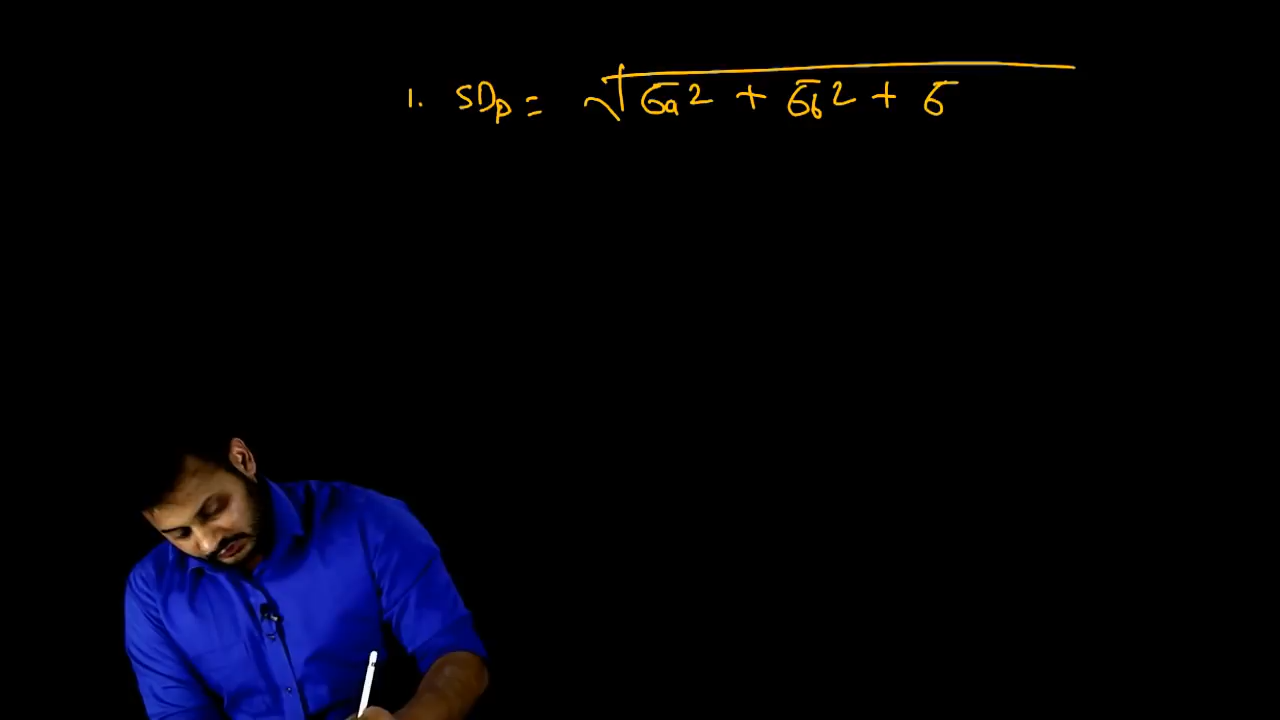 1. SDp = √σa2 + σb2 + σ